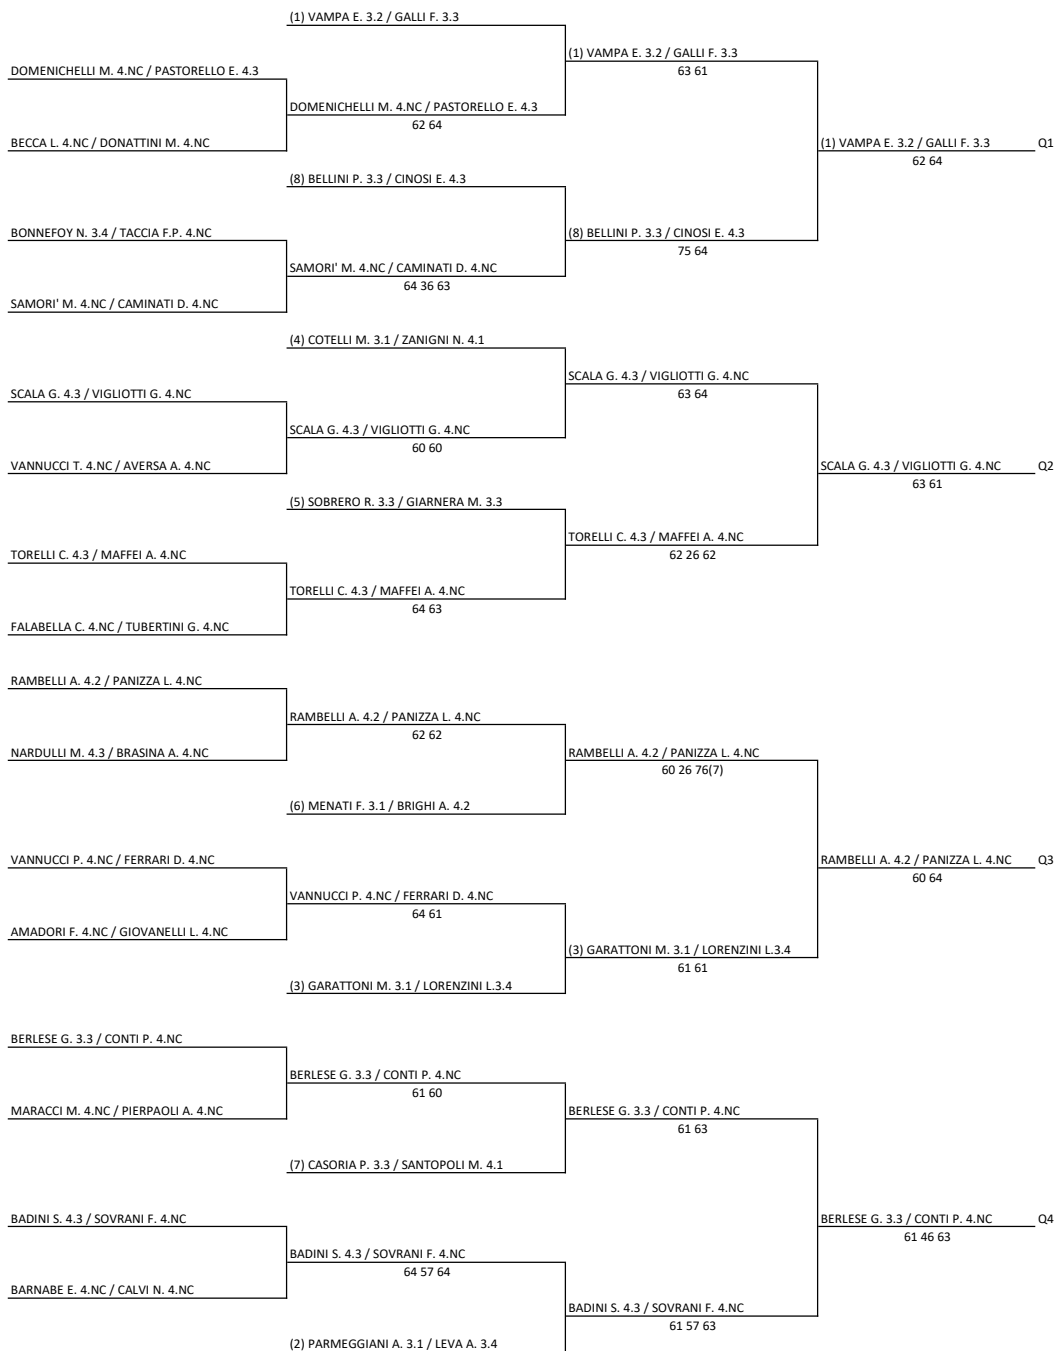 (1) VAMPA E. 3.2 / GALLI F. 3.3
(1) VAMPA E. 3.2 / GALLI F. 3.3
63 61
DOMENICHELLI M. 4.NC / PASTORELLO E. 4.3
DOMENICHELLI M. 4.NC / PASTORELLO E. 4.3
62 64
BECCA L. 4.NC / DONATTINI M. 4.NC
(1) VAMPA E. 3.2 / GALLI F. 3.3 Q1
62 64
(8) BELLINI P. 3.3 / CINOSI E. 4.3
BONNEFOY N. 3.4 / TACCIA F.P. 4.NC
(8) BELLINI P. 3.3 / CINOSI E. 4.3
75 64
SAMORI' M. 4.NC / CAMINATI D. 4.NC
64 36 63
SAMORI' M. 4.NC / CAMINATI D. 4.NC
(4) COTELLI M. 3.1 / ZANIGNI N. 4.1
SCALA G. 4.3 / VIGLIOTTI G. 4.NC
63 64
SCALA G. 4.3 / VIGLIOTTI G. 4.NC
SCALA G. 4.3 / VIGLIOTTI G. 4.NC
60 60
VANNUCCI T. 4.NC / AVERSA A. 4.NC
SCALA G. 4.3 / VIGLIOTTI G. 4.NC Q2
63 61
(5) SOBRERO R. 3.3 / GIARNERA M. 3.3
TORELLI C. 4.3 / MAFFEI A. 4.NC
62 26 62
TORELLI C. 4.3 / MAFFEI A. 4.NC
TORELLI C. 4.3 / MAFFEI A. 4.NC
64 63
FALABELLA C. 4.NC / TUBERTINI G. 4.NC
RAMBELLI A. 4.2 / PANIZZA L. 4.NC
RAMBELLI A. 4.2 / PANIZZA L. 4.NC
62 62
NARDULLI M. 4.3 / BRASINA A. 4.NC
RAMBELLI A. 4.2 / PANIZZA L. 4.NC
60 26 76(7)
(6) MENATI F. 3.1 / BRIGHI A. 4.2
VANNUCCI P. 4.NC / FERRARI D. 4.NC
RAMBELLI A. 4.2 / PANIZZA L. 4.NC Q3
60 64
VANNUCCI P. 4.NC / FERRARI D. 4.NC
64 61
AMADORI F. 4.NC / GIOVANELLI L. 4.NC
(3) GARATTONI M. 3.1 / LORENZINI L.3.4
61 61
(3) GARATTONI M. 3.1 / LORENZINI L.3.4
BERLESE G. 3.3 / CONTI P. 4.NC
BERLESE G. 3.3 / CONTI P. 4.NC
61 60
MARACCI M. 4.NC / PIERPAOLI A. 4.NC
BERLESE G. 3.3 / CONTI P. 4.NC
61 63
(7) CASORIA P. 3.3 / SANTOPOLI M. 4.1
BADINI S. 4.3 / SOVRANI F. 4.NC
BERLESE G. 3.3 / CONTI P. 4.NC Q4
61 46 63
BADINI S. 4.3 / SOVRANI F. 4.NC
64 57 64
BARNABE E. 4.NC / CALVI N. 4.NC
BADINI S. 4.3 / SOVRANI F. 4.NC
61 57 63
(2) PARMEGGIANI A. 3.1 / LEVA A. 3.4